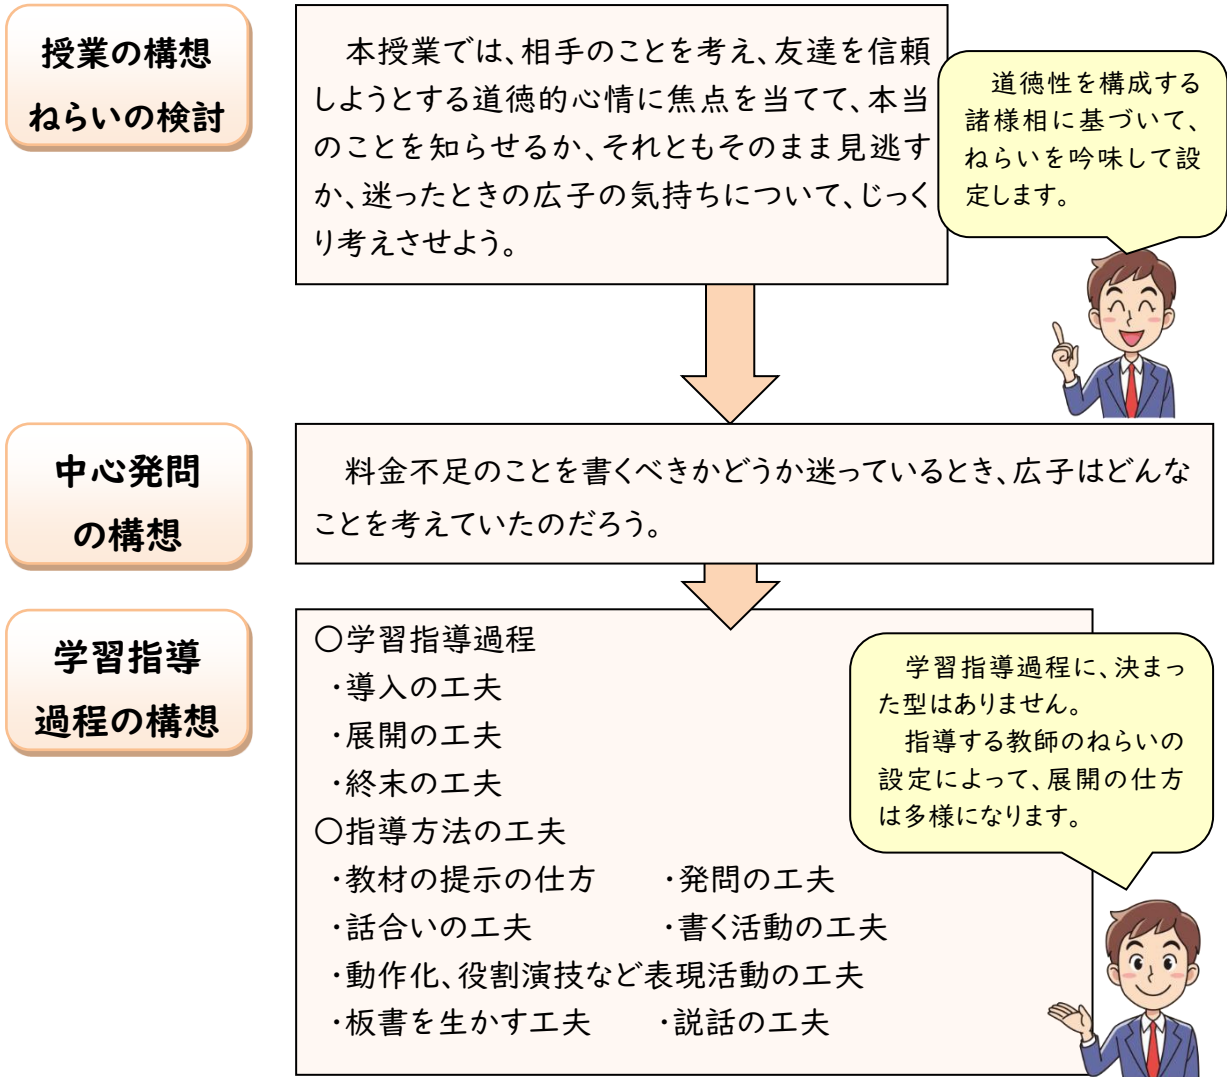 授業の構想
ねらいの検討
本授業では、相手のことを考え、友達を信頼
しようとする道徳的心情に焦点を当てて、本当
のことを知らせるか、それともそのまま見逃す
か、迷ったときの広子の気持ちについて、じっく
り考えさせよう。
道徳性を構成する
諸様相に基づいて、
ねらいを吟味して設
定します。
中心発問
の構想
料金不足のことを書くべきかどうか迷っているとき、広子はどんな
ことを考えていたのだろう。
学習指導
過程の構想
〇学習指導過程
・導入の工夫
・展開の工夫
・終末の工夫
〇指導方法の工夫
・教材の提示の仕方　　・発問の工夫
・話合いの工夫　　・書く活動の工夫
・動作化、役割演技など表現活動の工夫
・板書を生かす工夫　　・説話の工夫
学習指導過程に、決まっ
た型はありません。
指導する教師のねらいの
設定によって、展開の仕方
は多様になります。